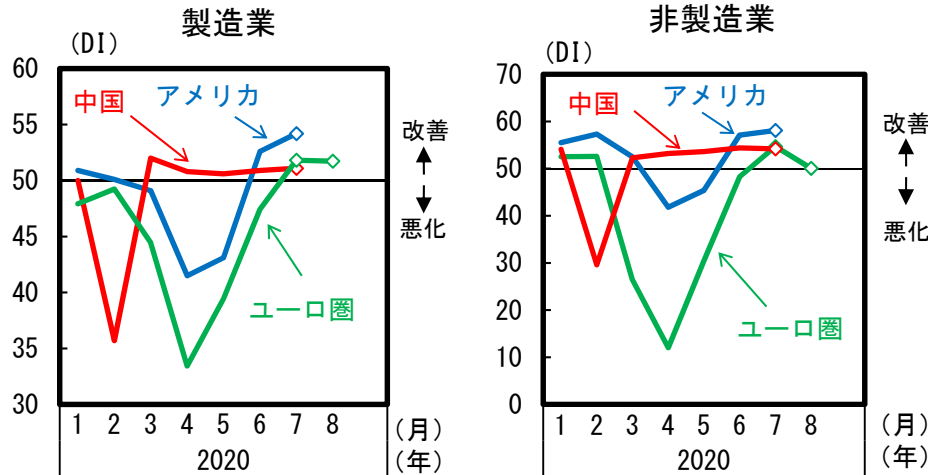 製造業
(DI)
60
55
50
45
40
35
30
中国
アメリカ
ユーロ圏
改善
悪化
1 2 3 4 5 6 7 8 (月)
2020 (年)
非製造業
(DI)
70
60
50
40
30
20
10
0
中国
アメリカ
ユーロ圏
改善
悪化
1 2 3 4 5 6 7 8 (月)
2020 (年)